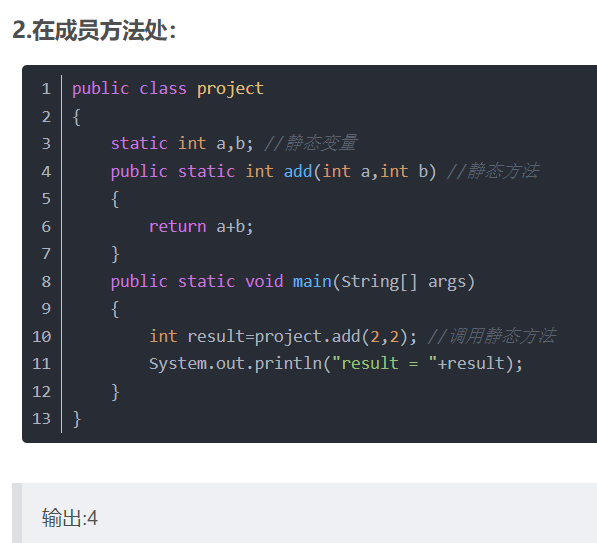 2.在成员方法处：
1 public class project
2 {
3     static int a,b; //静态变量
4     public static int add(int a,int b) //静态方法
5     {
6         return a+b;
7     }
8     public static void main(String[] args)
9     {
10         int result=project.add(2,2); //调用静态方法
11         System.out.println("result = "+result);
12     }
13 }
输出:4